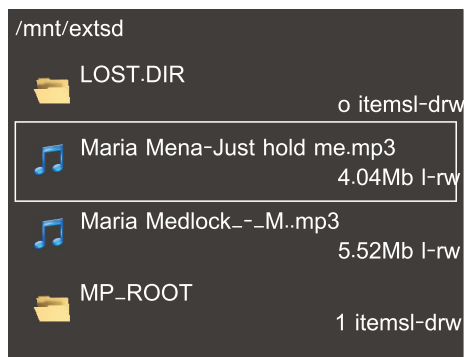 /mnt/extsd
LOST.DIR
o itemsl-drw
Maria Mena-Just hold me.mp3
4.04Mb l-rw
Maria Medlock_-_M..mp3
5.52Mb l-rw
MP_ROOT
1 itemsl-drw